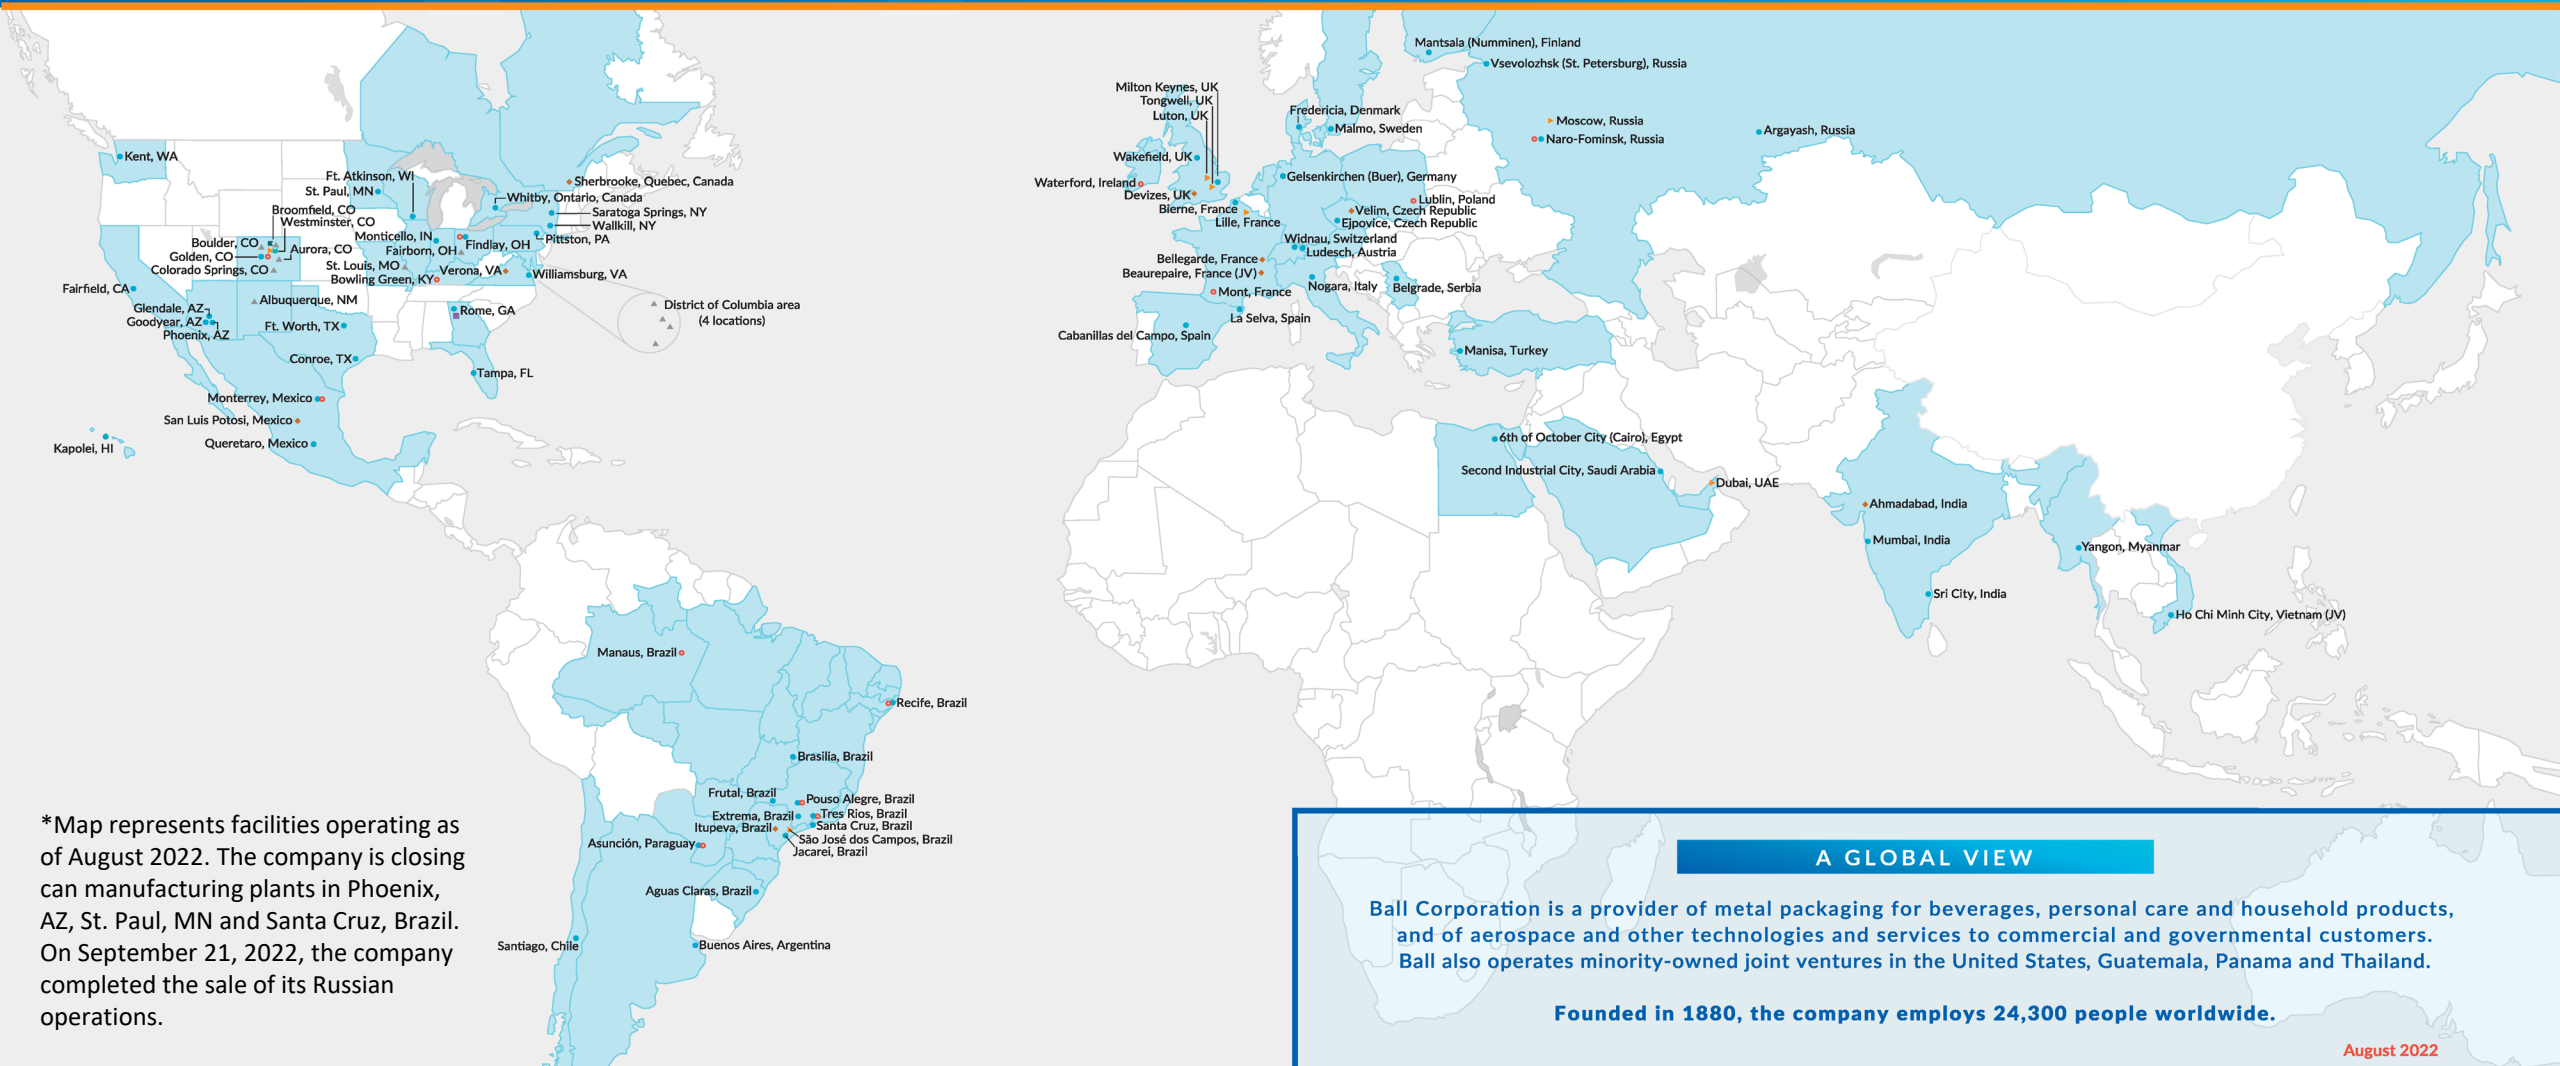 Kent, WA
Ft. Atkinson, WI
St. Paul, MN
Broomfield, CO
Westminster, CO
Boulder, CO
Aurora, CO
Golden, CO
Colorado Springs, CO
Monticello, IN
Findlay, OH
Fairborn, OH
St. Louis, MO
Verona, VA
Bowling Green, KY
Williamsburg, VA
Sherbrooke, Quebec, Canada
Whitby, Ontario, Canada
Saratoga Springs, NY
Wallkill, NY
Pittston, PA
Fairfield, CA
Albuquerque, NM
Glendale, AZ
Goodyear, AZ
Phoenix, AZ
Ft. Worth, TX
Rome, GA
District of Columbia area
(4 locations)
Conroe, TX
Tampa, FL
Monterrey, Mexico
San Luis Potosi, Mexico
Queretaro, Mexico
Kapolei, HI
Manaus, Brazil
Recife, Brazil
Brasilia, Brazil
Frutal, Brazil
Pouso Alegre, Brazil
Extrema, Brazil
Tres Rios, Brazil
Itupeva, Brazil
Santa Cruz, Brazil
São José dos Campos, Brazil
Jacarei, Brazil
Asunción, Paraguay
Aguas Claras, Brazil
Santiago, Chile
Buenos Aires, Argentina
Mantsala (Numminen), Finland
Vsevolozhsk (St. Petersburg), Russia
Milton Keynes, UK
Tongwell, UK
Luton, UK
Fredericia, Denmark
Malmo, Sweden
Moscow, Russia
Naro-Fominsk, Russia
Argayash, Russia
Wakefield, UK
Waterford, Ireland
Devizes, UK
Gelsenkirchen (Buer), Germany
Bierne, France
Lille, France
Lublin, Poland
Velim, Czech Republic
Ejpovice, Czech Republic
Widnau, Switzerland
Ludesch, Austria
Bellegarde, France
Beaurepaire, France (JV)
Mont, France
Nogara, Italy
Belgrade, Serbia
La Selva, Spain
Cabanillas del Campo, Spain
Manisa, Turkey
6th of October City (Cairo), Egypt
Second Industrial City, Saudi Arabia
Dubai, UAE
Ahmadabad, India
Mumbai, India
Sri City, India
Yangon, Myanmar
Ho Chi Minh City, Vietnam (JV)
*Map represents facilities operating as
of August 2022. The company is closing
can manufacturing plants in Phoenix,
AZ, St. Paul, MN and Santa Cruz, Brazil.
On September 21, 2022, the company
completed the sale of its Russian
operations.
A GLOBAL VIEW
Ball Corporation is a provider of metal packaging for beverages, personal care and household products,
and of aerospace and other technologies and services to commercial and governmental customers.
Ball also operates minority-owned joint ventures in the United States, Guatemala, Panama and Thailand.
Founded in 1880, the company employs 24,300 people worldwide.
August 2022